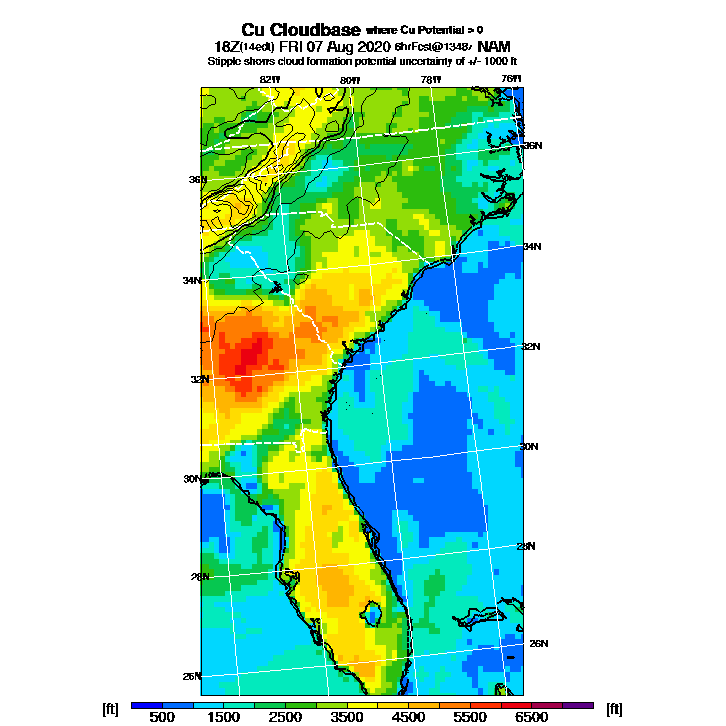 Cu Cloudbase where Cu Potential > 0
18Z(14edt) FRI 07 Aug 2020 6hrFcst@1348z NAM
Stipple shows cloud formation potential uncertainty of +/- 1000 ft
82W 80W 78W 76W
36N
36N
34N
34N
32N
32N
30N
30N
28N
28N
26N
26N
[ft] 500 1500 2500 3500 4500 5500 6500 [ft]